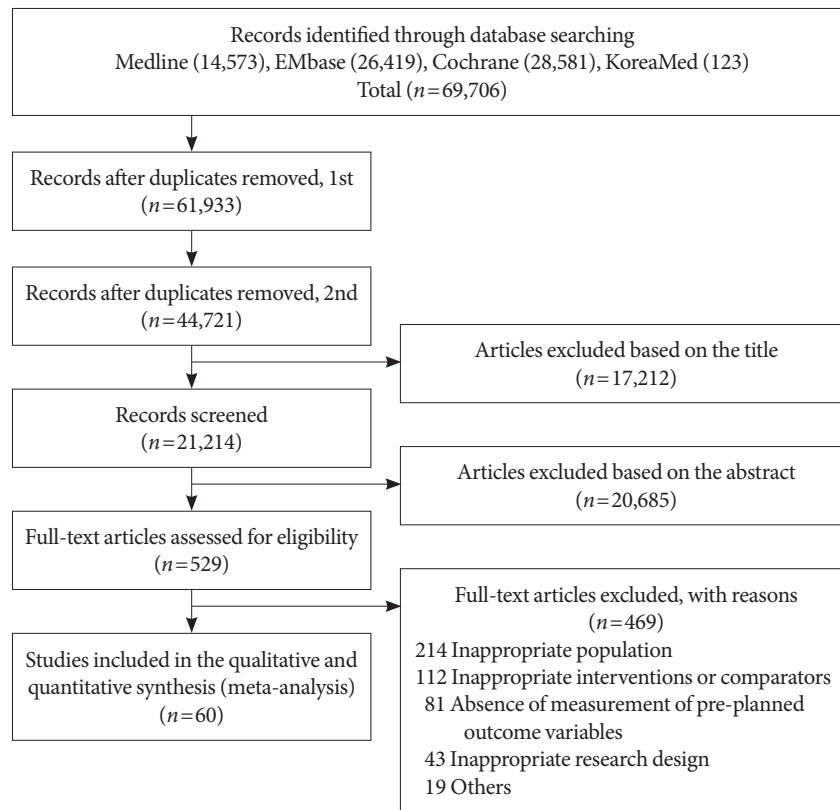 Records identified through database searching
Medline (14,573), EMbase (26,419), Cochrane (28,581), KoreaMed (123)
Total (n=69,706)
Records after duplicates removed, 1st
(n=61,933)
Records after duplicates removed, 2nd
(n=44,721)
Articles excluded based on the title
(n=17,212)
Records screened
(n=21,214)
Articles excluded based on the abstract
(n=20,685)
Full-text articles assessed for eligibility
(n=529)
Full-text articles excluded, with reasons
(n=469)
214 Inappropriate population
112 Inappropriate interventions or comparators
81 Absence of measurement of pre-planned
outcome variables
43 Inappropriate research design
19 Others
Studies included in the qualitative and
quantitative synthesis (meta-analysis)
(n=60)